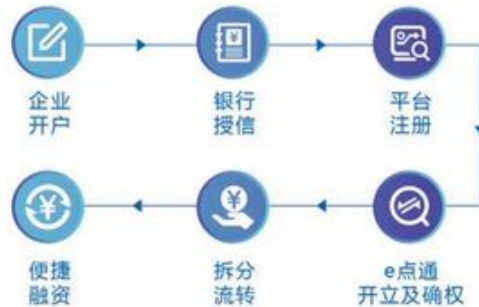 企业
开户
银行
授信
平台
注册
便捷
融资
拆分
流转
e点通
开立及确权